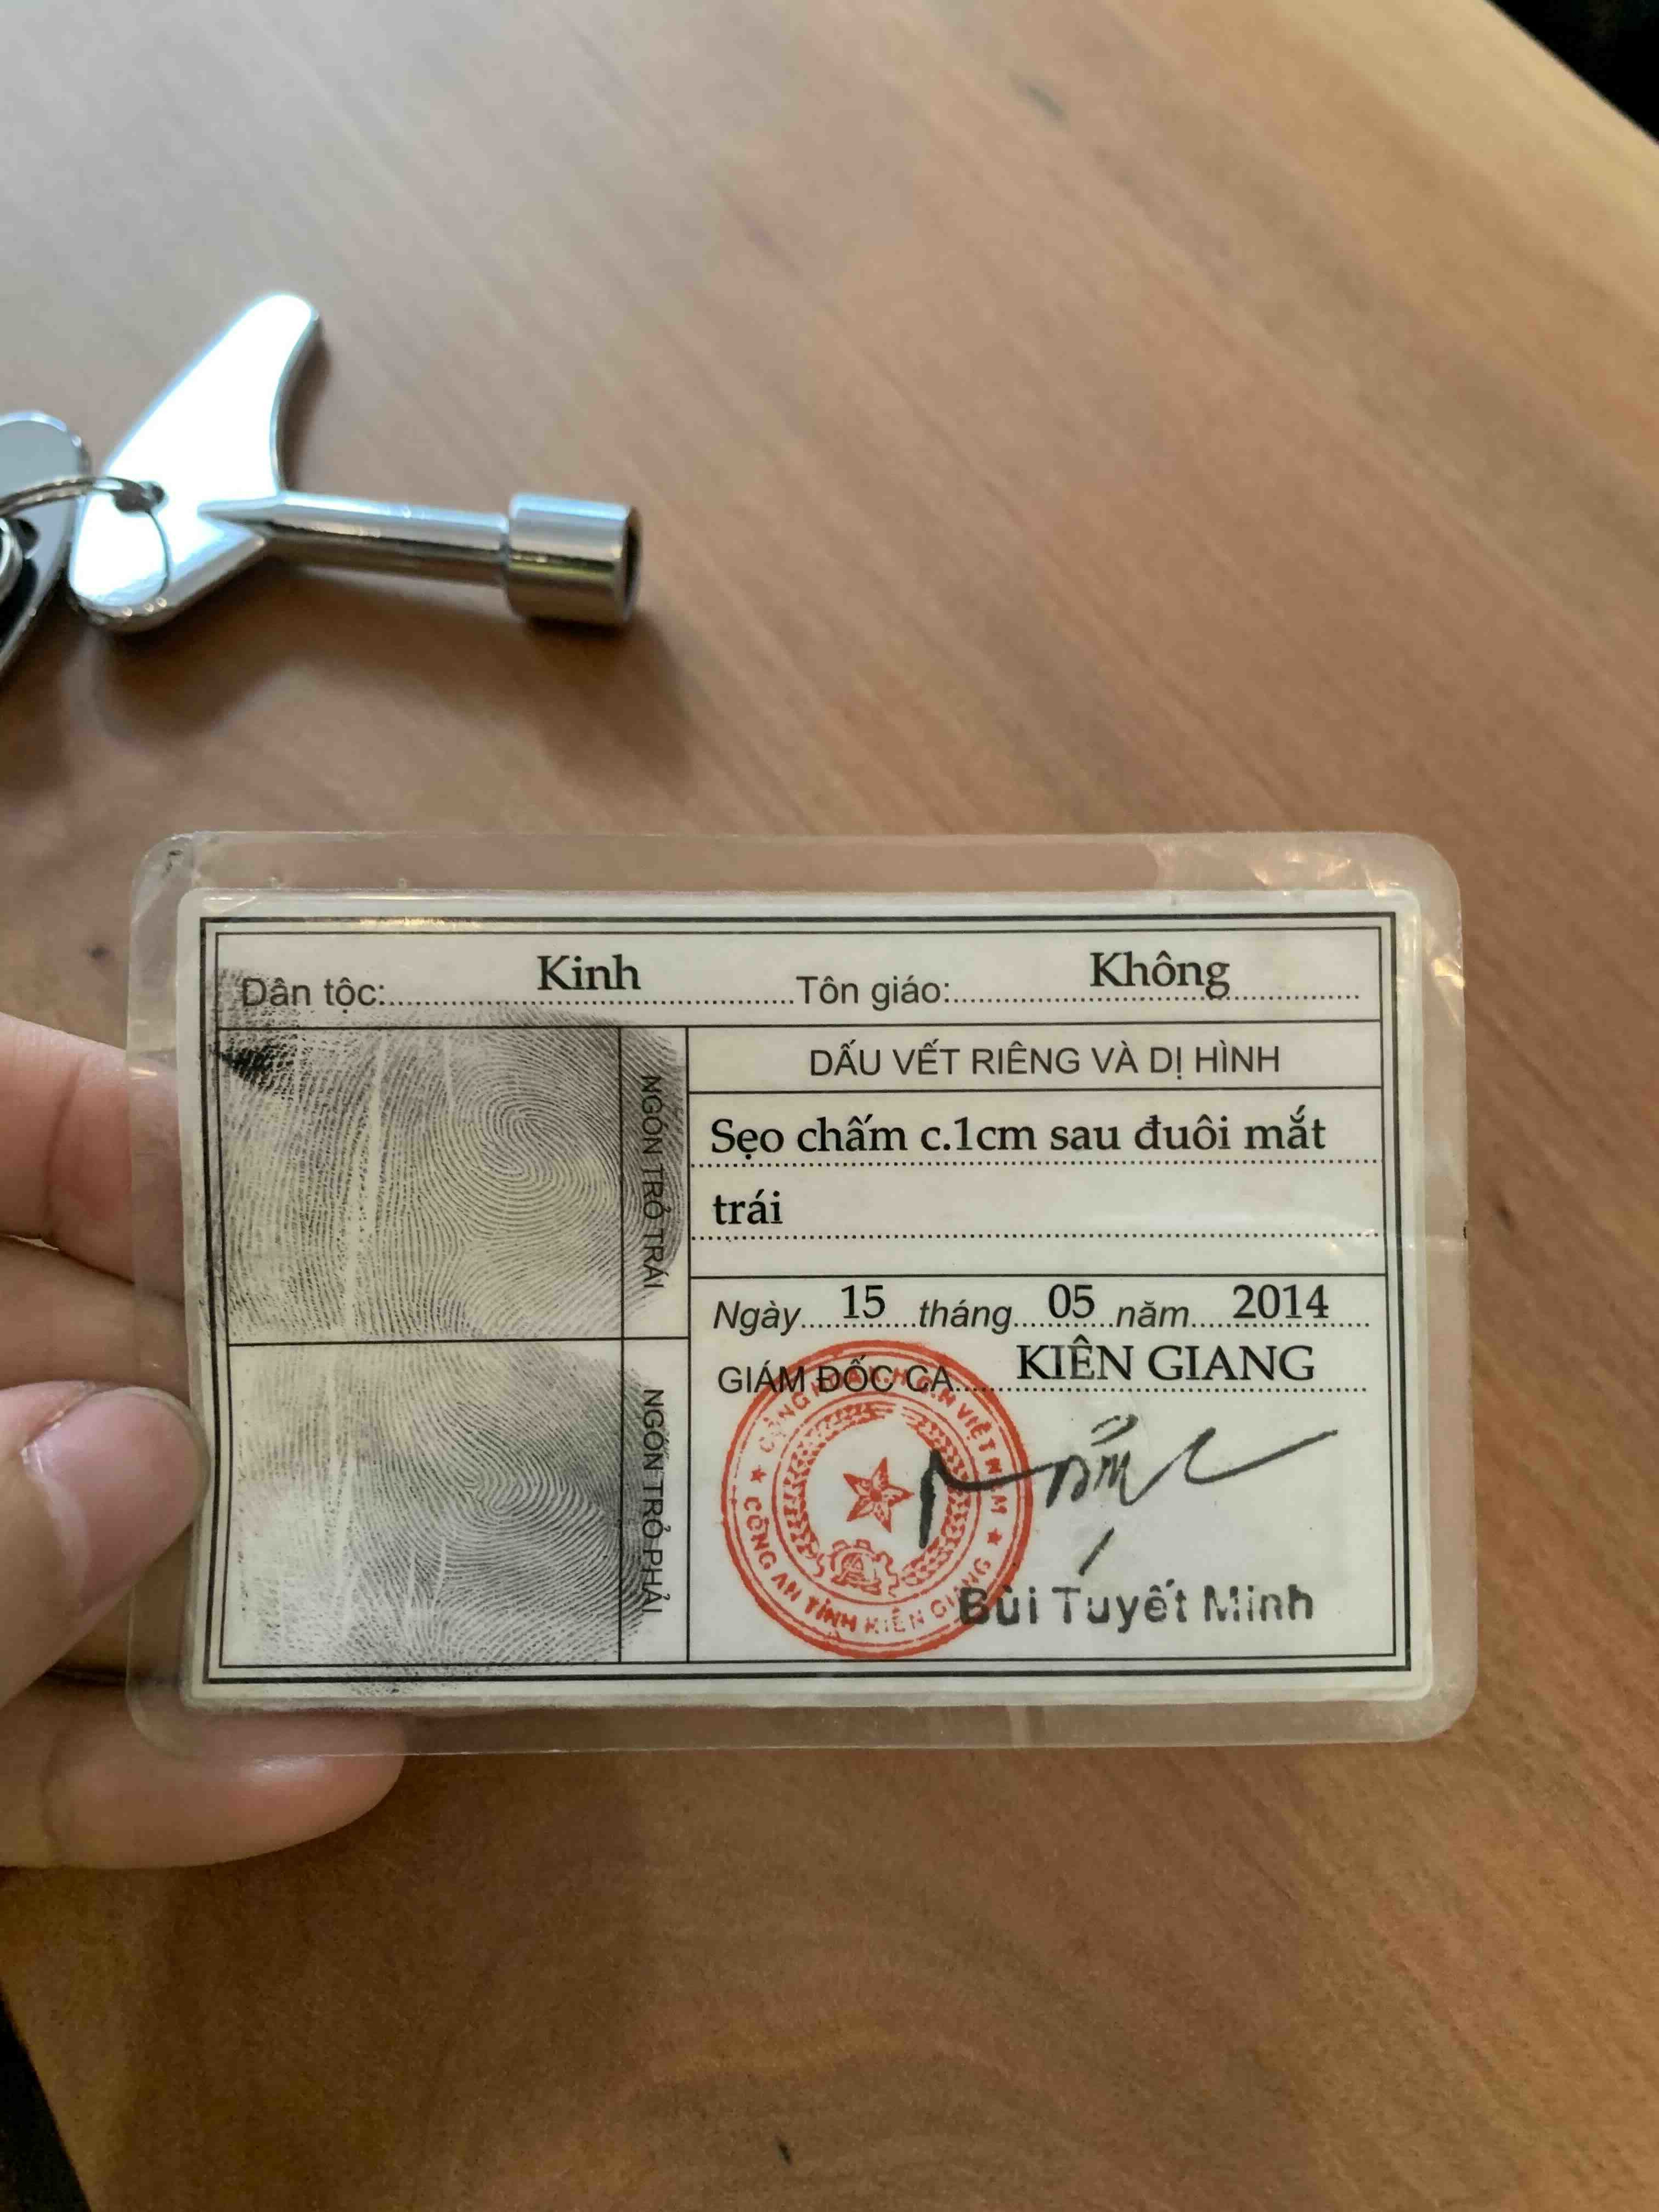 Dân tộc: Kinh Tôn giáo: Không
NGÓN TRỎ TRÁI
NGÓN TRỎ PHẢI
DẤU VẾT RIÊNG VÀ DỊ HÌNH
Sẹo chấm c.1cm sau đuôi mắt
trái
Ngày 15 tháng 05 năm 2014
GIÁM ĐỐC CA KIÊN GIANG
CÔNG AN TỈNH KIÊN GIANG
Bùi Tuyết Minh